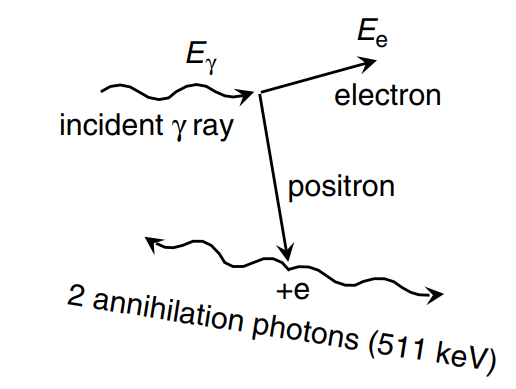 Eγ
Ee
incident γ ray
electron
positron
+e
2 annihilation photons (511 keV)